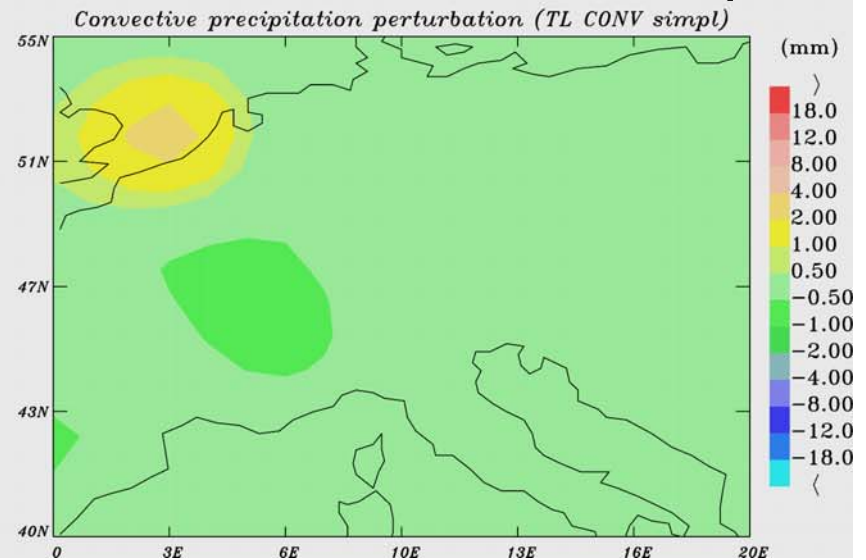 Convective precipitation perturbation (TL CONV simpl)
55N
51N
47N
43N
40N
0 3E 6E 10E 13E 16E 20E
(mm)
18.0
12.0
8.00
4.00
2.00
1.00
0.50
−0.50
−1.00
−2.00
−4.00
−8.00
−12.0
−18.0